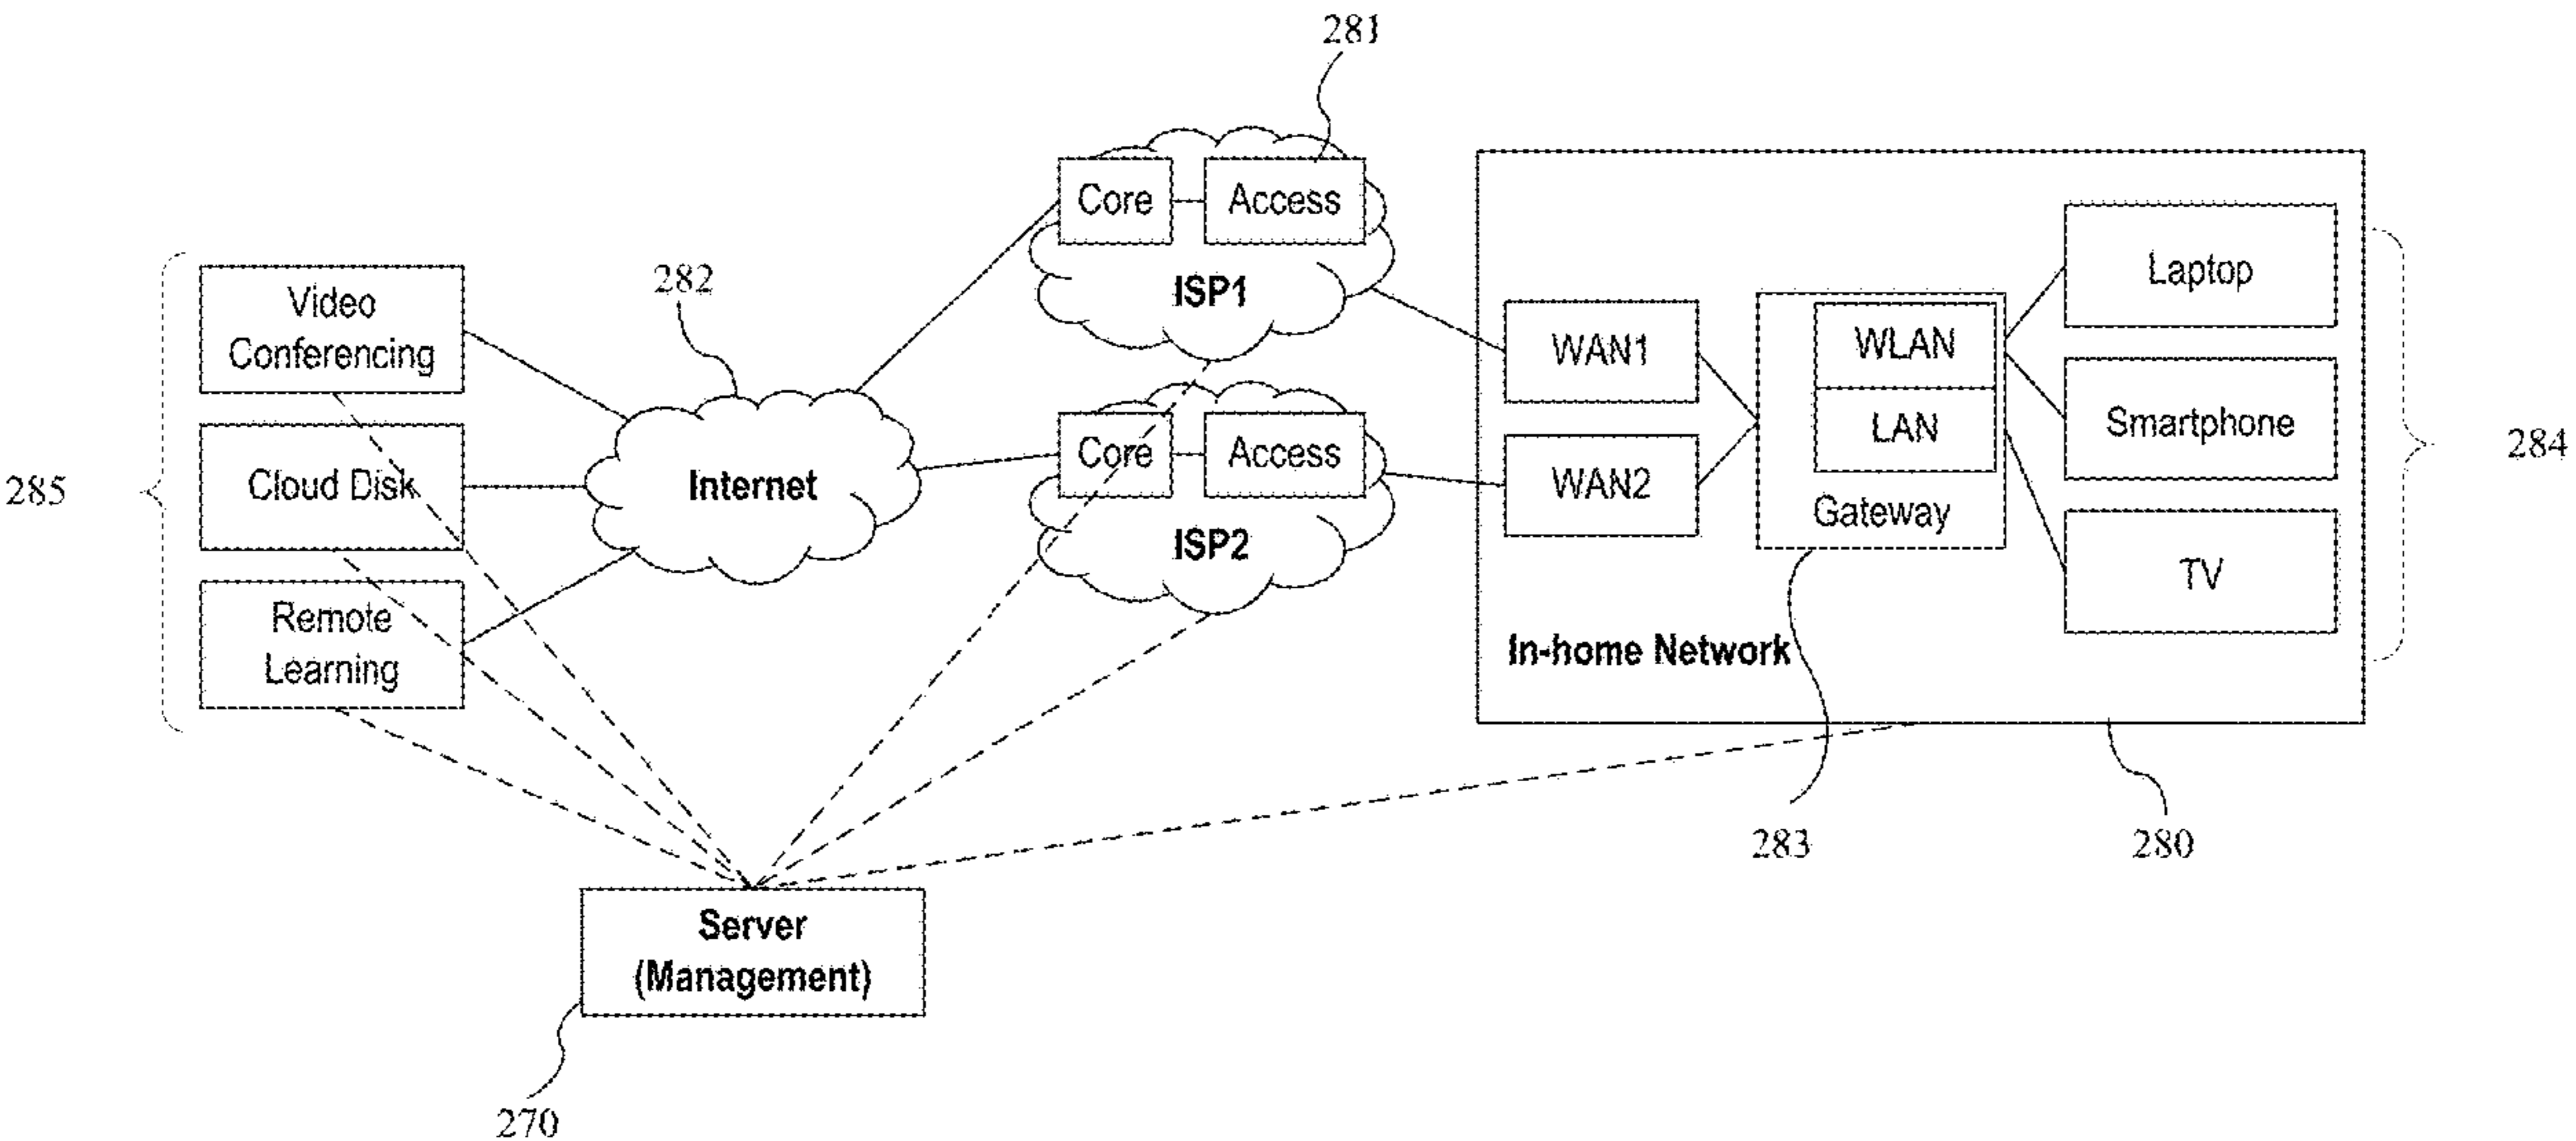 281
282
Core
Access
ISP1
Video
Conferencing
Cloud Disk
Remote
Learning
285
Internet
Core
Access
ISP2
WAN1
WAN2
WLAN
LAN
Gateway
Laptop
Smartphone
TV
284
In-home Network
283
280
Server
(Management)
270